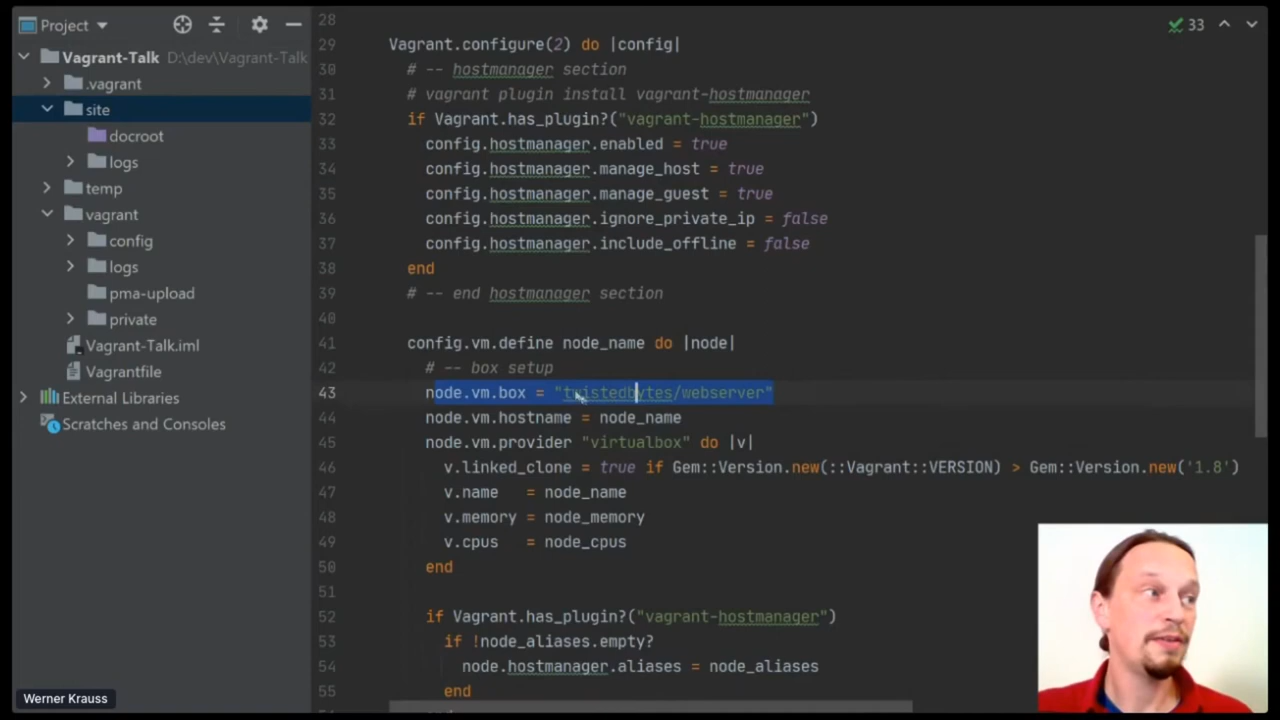 Project
Vagrant-Talk D:\dev\Vagrant-Talk
.vagrant
site
docroot
logs
temp
vagrant
config
logs
pma-upload
private
Vagrant-Talk.iml
Vagrantfile
External Libraries
Scratches and Consoles
33
28
29 Vagrant.configure(2) do |config|
30 # -- hostmanager section
31 # vagrant plugin install vagrant-hostmanager
32 if Vagrant.has_plugin?("vagrant-hostmanager")
33 config.hostmanager.enabled = true
34 config.hostmanager.manage_host = true
35 config.hostmanager.manage_guest = true
36 config.hostmanager.ignore_private_ip = false
37 config.hostmanager.include_offline = false
38 end
39 # -- end hostmanager section
40
41 config.vm.define node_name do |node|
42 # -- box setup
43 node.vm.box = "twistedbytes/webserver"
44 node.vm.hostname = node_name
45 node.vm.provider "virtualbox" do |v|
46 v.linked_clone = true if Gem::Version.new(::Vagrant::VERSION) > Gem::Version.new('1.8')
47 v.name = node_name
48 v.memory = node_memory
49 v.cpus = node_cpus
50 end
51
52 if Vagrant.has_plugin?("vagrant-hostmanager")
53 if !node_aliases.empty?
54 node.hostmanager.aliases = node_aliases
55 end
Werner Krauss